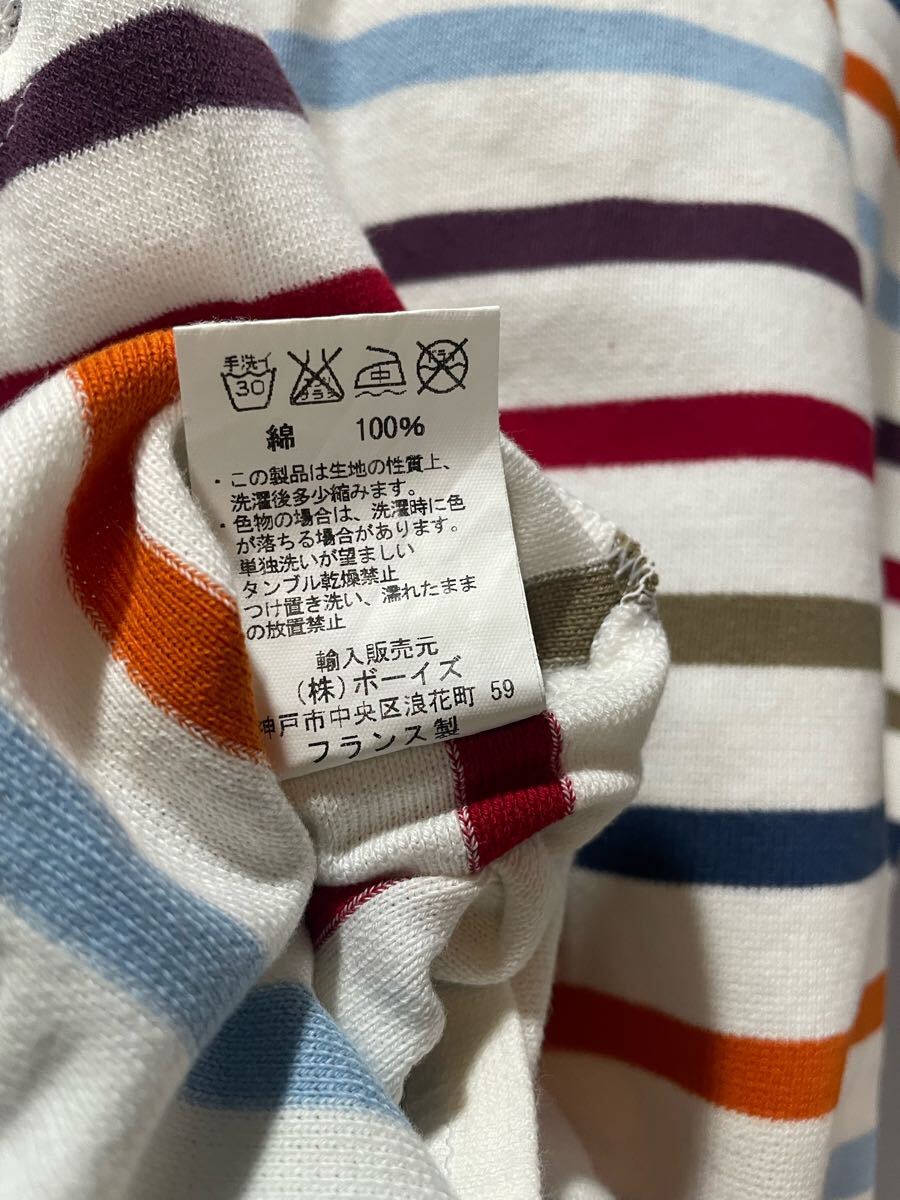 手洗イ
30
中
綿 100%
・この製品は生地の性質上、
洗濯後多少縮みます。
・色物の場合は、洗濯時に色
が落ちる場合があります。
単独洗いが望ましい
タンブル乾燥禁止
つけ置き洗い、濡れたまま
の放置禁止
輸入販売元
(株)ボーイズ
神戸市中央区浪花町 59
フランス製